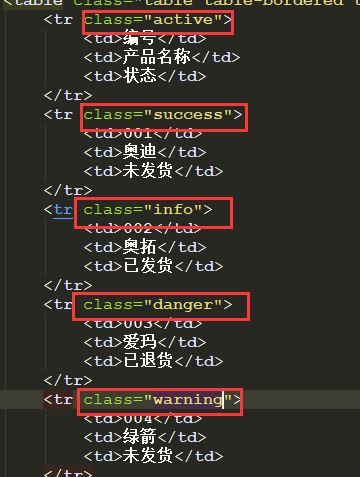 <table class="table table-bordered t
<tr class="active">
<td>编号</td>
<td>产品名称</td>
<td>状态</td>
</tr>
<tr class="success">
<td>001</td>
<td>奥迪</td>
<td>未发货</td>
</tr>
<tr class="info">
<td>002</td>
<td>奥拓</td>
<td>已发货</td>
</tr>
<tr class="danger">
<td>003</td>
<td>爱玛</td>
<td>已退货</td>
</tr>
<tr class="warning">
<td>004</td>
<td>绿箭</td>
<td>未发货</td>
</tr>